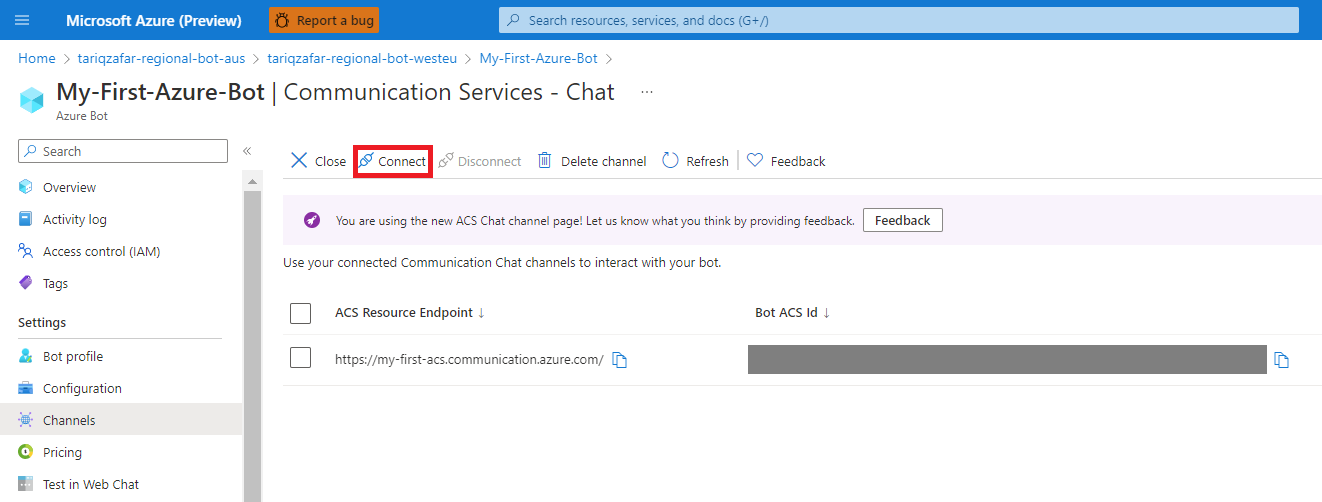 Microsoft Azure (Preview) Report a bug Search resources, services, and docs (G+/)
Home > tariqzafar-regional-bot-aus > tariqzafar-regional-bot-westeu > My-First-Azure-Bot >
My-First-Azure-Bot | Communication Services - Chat ...
Azure Bot
Search «
Overview
Activity log
Access control (IAM)
Tags
Settings
Bot profile
Configuration
Channels
Pricing
Test in Web Chat
Close Connect Disconnect Delete channel Refresh Feedback
You are using the new ACS Chat channel page! Let us know what you think by providing feedback. Feedback
Use your connected Communication Chat channels to interact with your bot.
ACS Resource Endpoint ↓ Bot ACS Id ↓
https://my-first-acs.communication.azure.com/